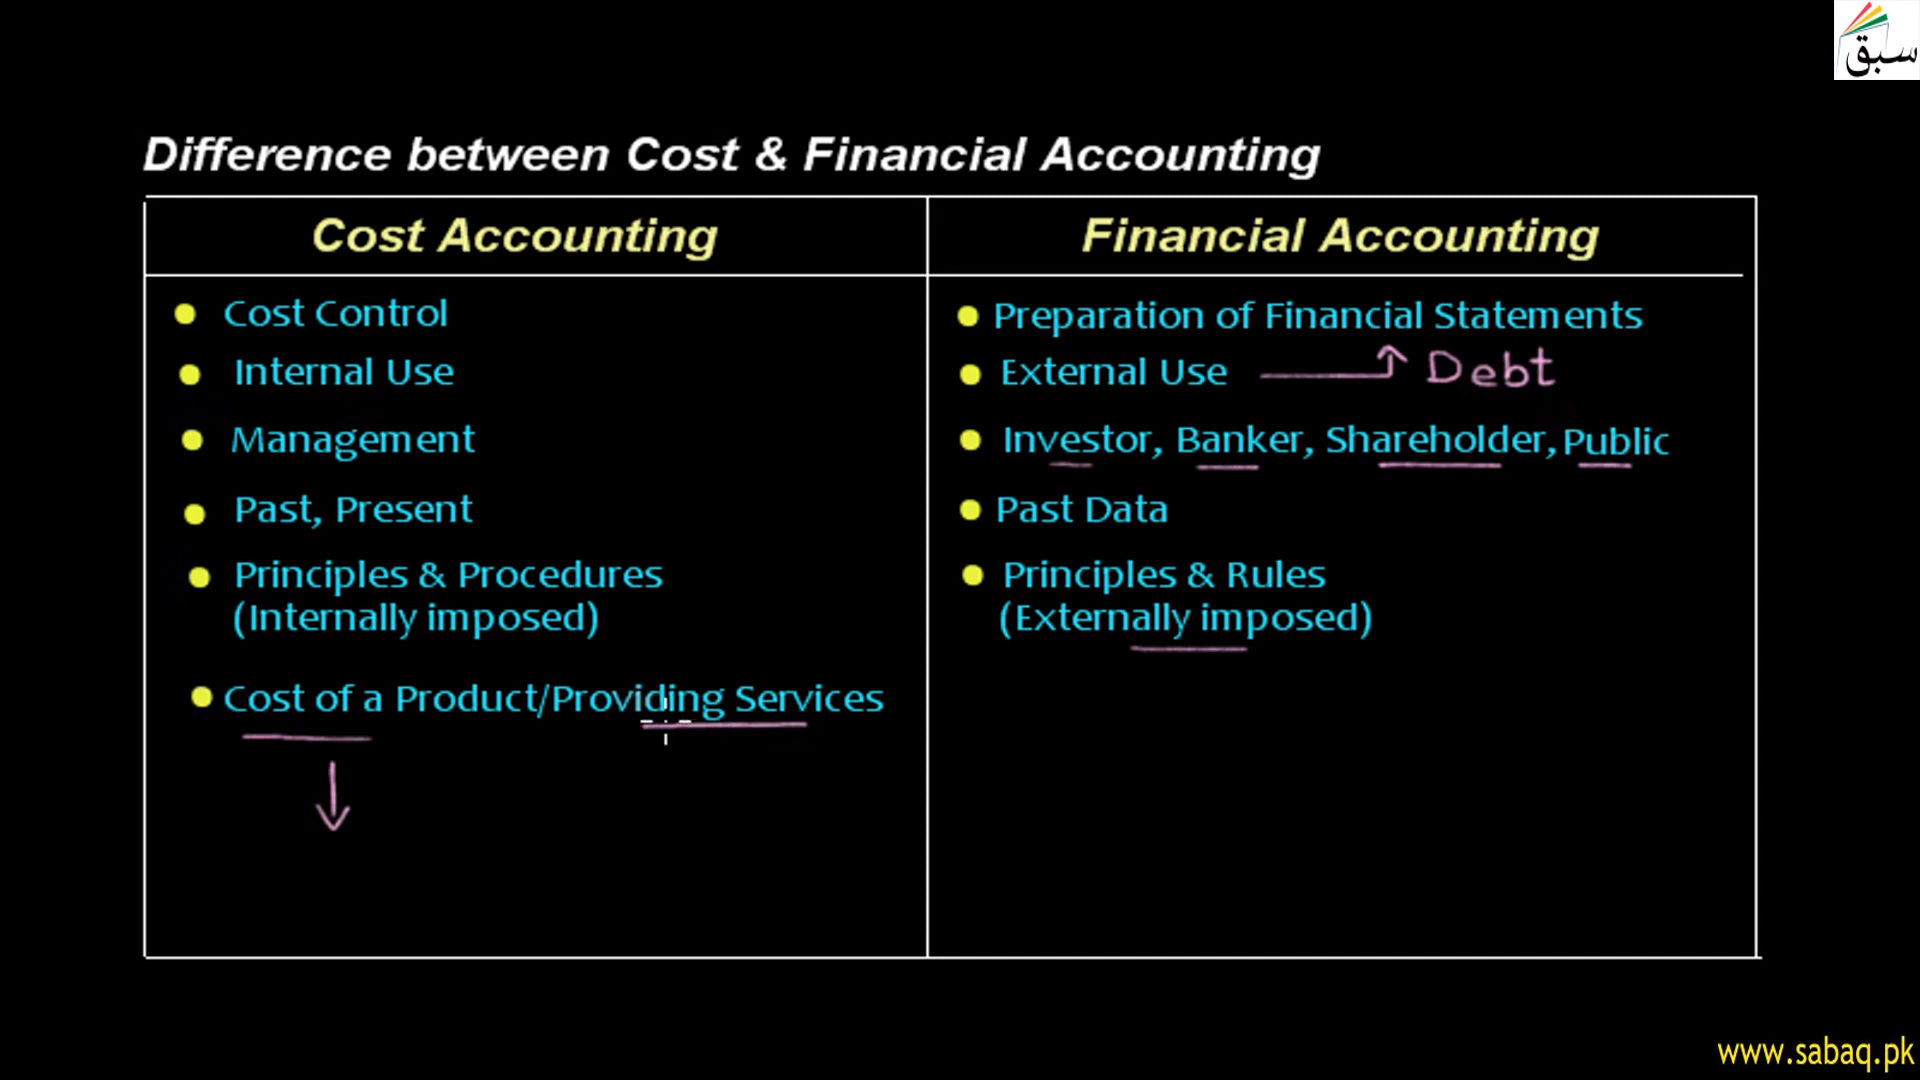 سبق
Difference between Cost & Financial Accounting
Cost Accounting
Financial Accounting
Cost Control
Internal Use
Management
Past, Present
Principles & Procedures
(Internally imposed)
Cost of a Product/Providing Services
Preparation of Financial Statements
External Use Debt
Investor, Banker, Shareholder, Public
Past Data
Principles & Rules
(Externally imposed)
www.sabaq.pk